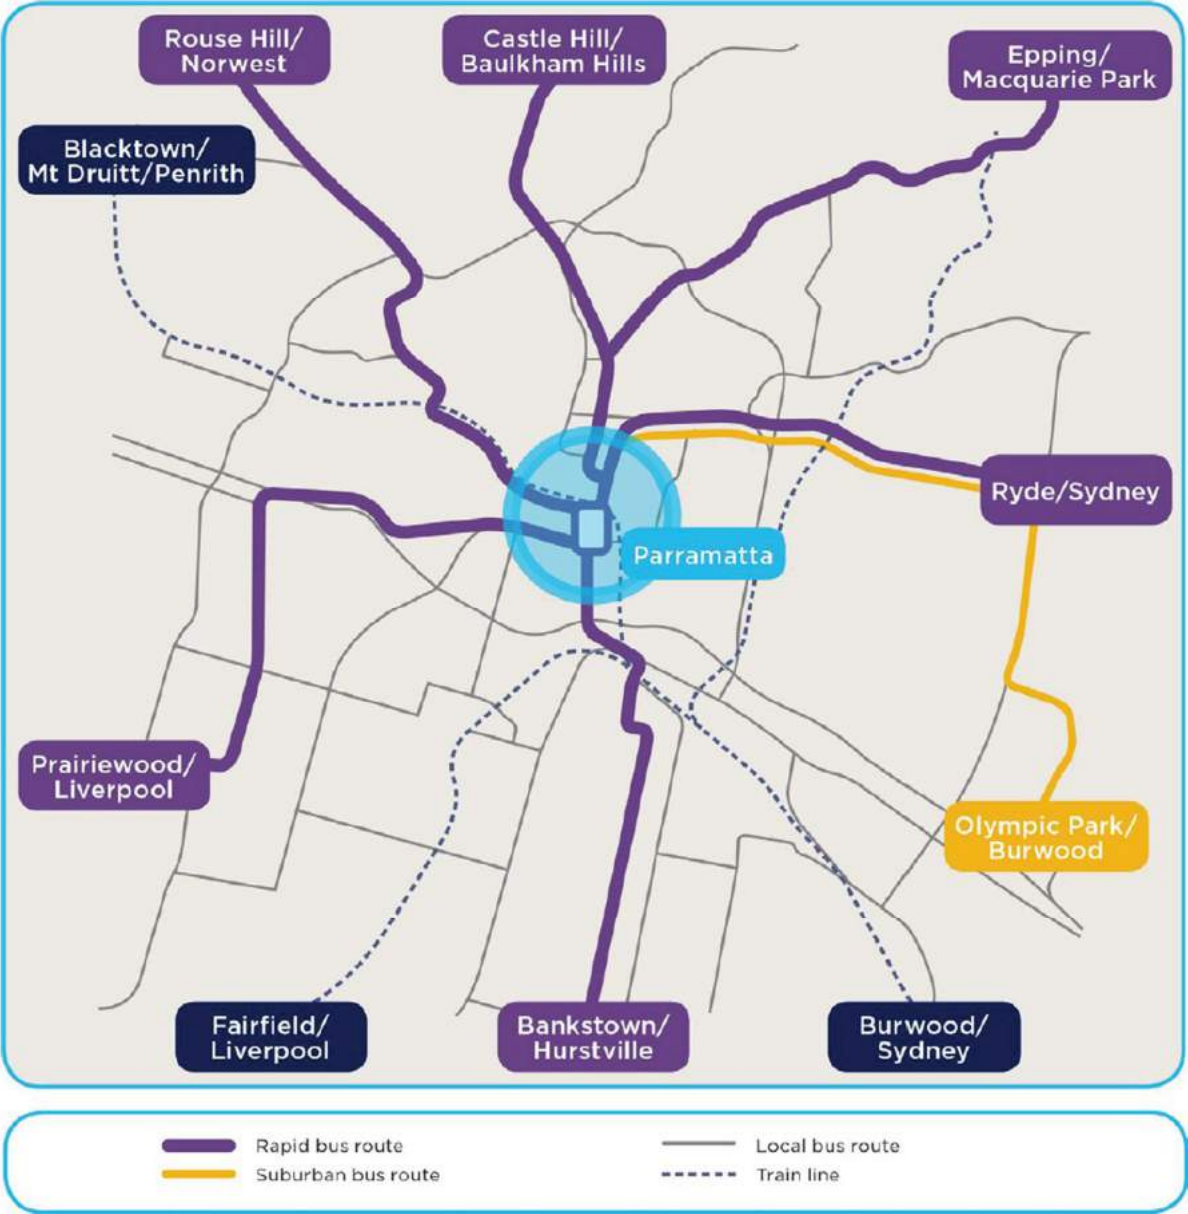 Rouse Hill/
Norwest
Castle Hill/
Baulkham Hills
Epping/
Macquarie Park
Blacktown/
Mt Druitt/Penrith
Ryde/Sydney
Parramatta
Prairiewood/
Liverpool
Olympic Park/
Burwood
Fairfield/
Liverpool
Bankstown/
Hurstville
Burwood/
Sydney
Rapid bus route
Suburban bus route
Local bus route
Train line